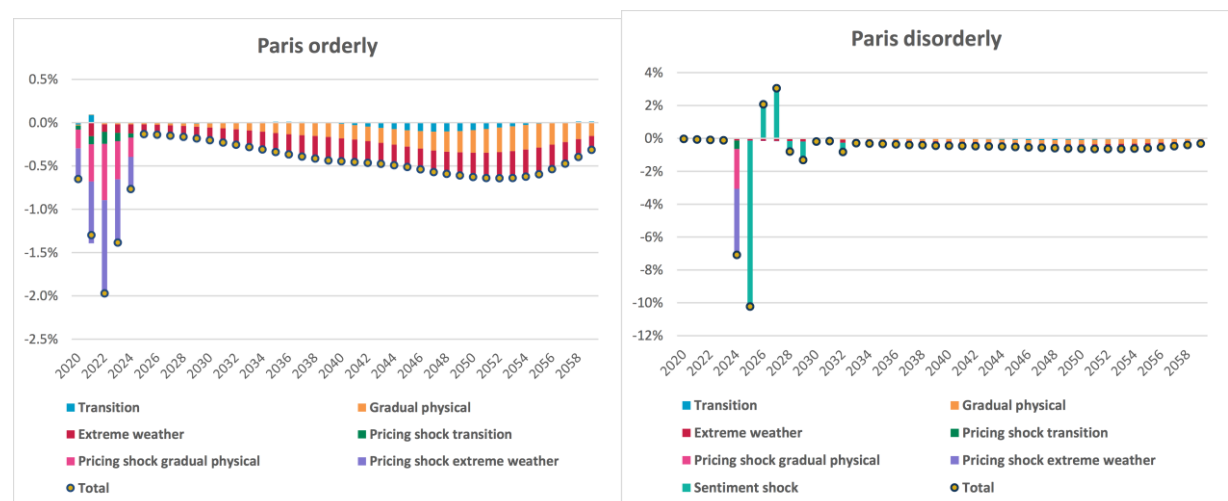 Paris orderly
0.5%
0.0%
-0.5%
-1.0%
-1.5%
-2.0%
-2.5%
2020 2022 2024 2026 2028 2030 2032 2034 2036 2038 2040 2042 2044 2046 2048 2050 2052 2054 2056 2058
Transition Gradual physical
Extreme weather Pricing shock transition
Pricing shock gradual physical Pricing shock extreme weather
Total
Paris disorderly
4%
2%
0%
-2%
-4%
-6%
-8%
-10%
-12%
2020 2022 2024 2026 2028 2030 2032 2034 2036 2038 2040 2042 2044 2046 2048 2050 2052 2054 2056 2058
Transition Gradual physical
Extreme weather Pricing shock transition
Pricing shock gradual physical Pricing shock extreme weather
Sentiment shock Total